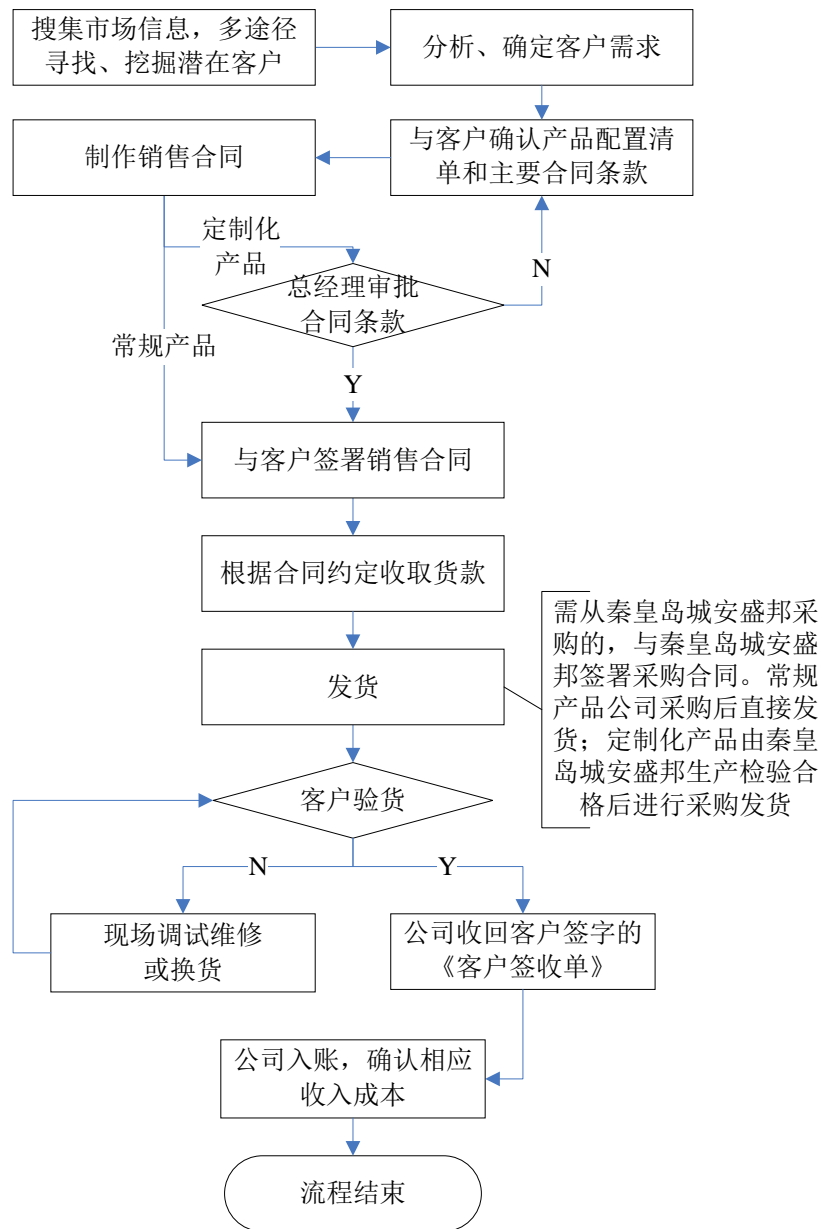 搜集市场信息，多途径
寻找、挖掘潜在客户
分析、确定客户需求
与客户确认产品配置清
单和主要合同条款
制作销售合同
定制化
产品
N
总经理审批
合同条款
常规产品
Y
与客户签署销售合同
根据合同约定收取货款
发货
需从秦皇岛城安盛邦采
购的，与秦皇岛城安盛
邦签署采购合同。常规
产品公司采购后直接发
货；定制化产品由秦皇
岛城安盛邦生产检验合
格后进行采购发货
客户验货
N
Y
现场调试维修
或换货
公司收回客户签字的
《客户签收单》
公司入账，确认相应
收入成本
流程结束